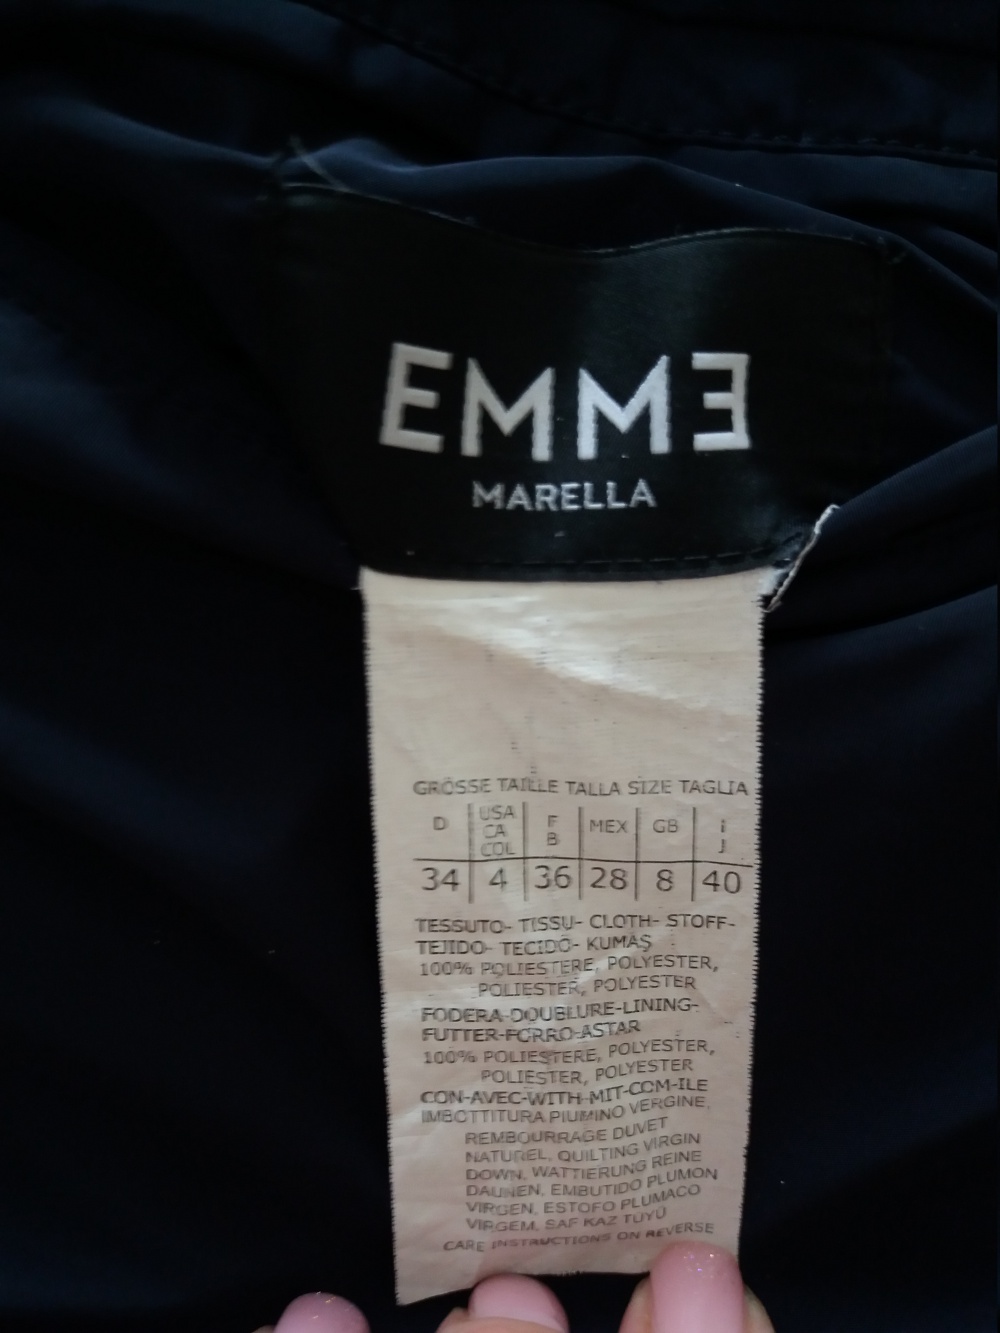 EMME
MARELLA
GRÖSSE TAILLE TALLA SIZE TAGLIA
D | USA CA COL | F B | MEX | GB | I J
34 | 4 | 36 | 28 | 8 | 40
TESSUTO- TISSU- CLOTH- STOFF-
TEJIDO- TECIDO- KUMAŞ
100% POLIESTERE, POLYESTER,
POLIESTER, POLYESTER
FODERA-DOUBLURE-LINING-
FUTTER-FORRO-ASTAR
100% POLIESTERE, POLYESTER,
POLIESTER, POLYESTER
CON-AVEC-WITH-MIT-COM-ILE
IMBOTTITURA PIUMINO VERGINE,
REMBOURRAGE DUVET
NATUREL, QUILTING VIRGIN
DOWN, WATTIERUNG REINE
DAUNEN, EMBUTIDO PLUMON
VIRGEN, ESTOFO PLUMACO
VIRGEM, SAF KAZ TÜYÜ
CARE INSTRUCTIONS ON REVERSE